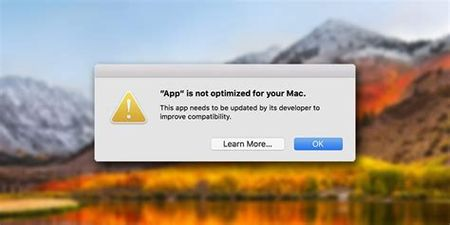 “App” is not optimized for your Mac.
This app needs to be updated by its developer to
improve compatibility.
Learn More... OK